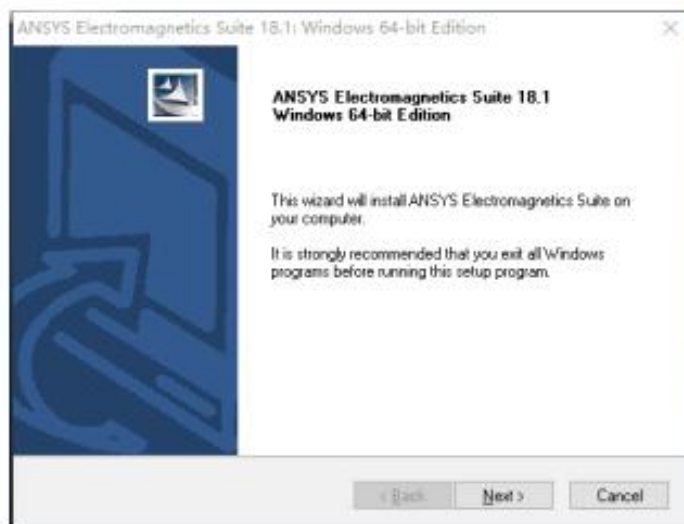 ANSYS Electromagnetics Suite 18.1: Windows 64-bit Edition
ANSYS Electromagnetics Suite 18.1
Windows 64-bit Edition
This wizard will install ANSYS Electromagnetics Suite on
your computer.
It is strongly recommended that you exit all Windows
programs before running this setup program.
< Back Next > Cancel